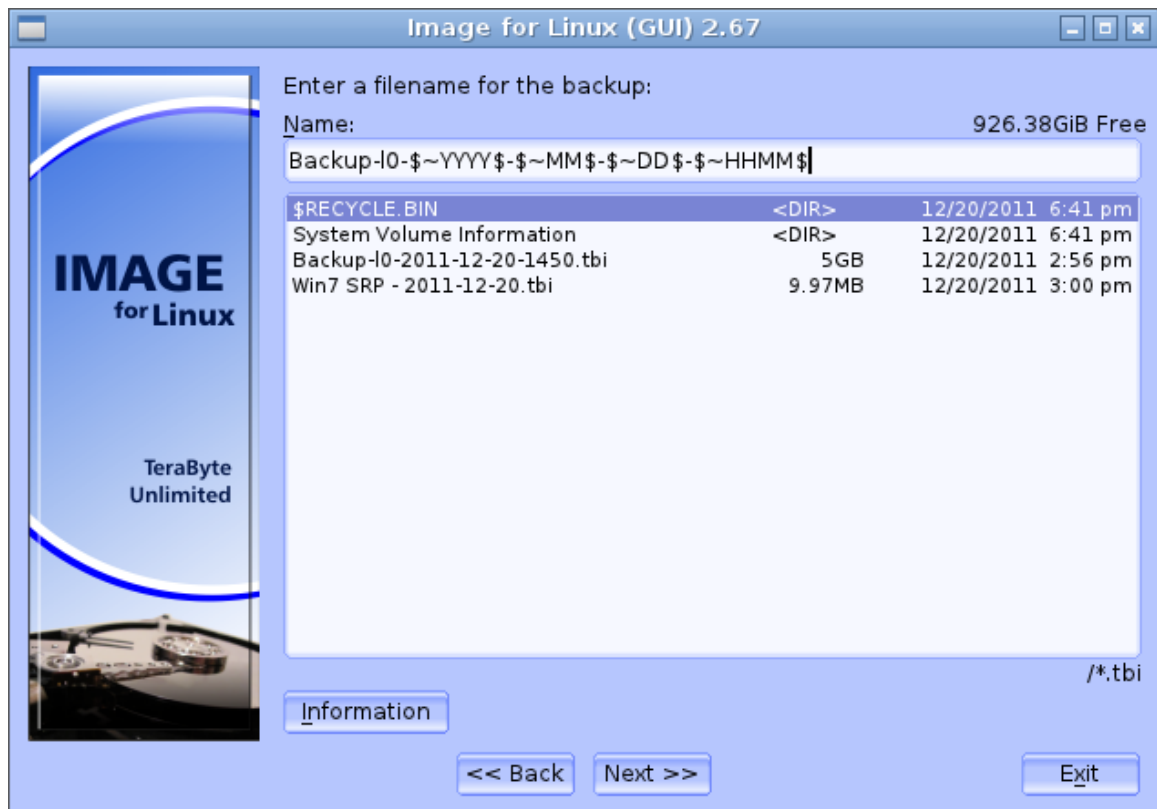 Image for Linux (GUI) 2.67
IMAGE
for Linux
TeraByte
Unlimited
Enter a filename for the backup:
Name: 926.38GiB Free
Backup-l0-$~YYYY$-$~MM$-$~DD$-$~HHMM$
$RECYCLE.BIN <DIR> 12/20/2011 6:41 pm
System Volume Information <DIR> 12/20/2011 6:41 pm
Backup-l0-2011-12-20-1450.tbi 5GB 12/20/2011 2:56 pm
Win7 SRP - 2011-12-20.tbi 9.97MB 12/20/2011 3:00 pm
/*.tbi
Information
<< Back Next >> Exit